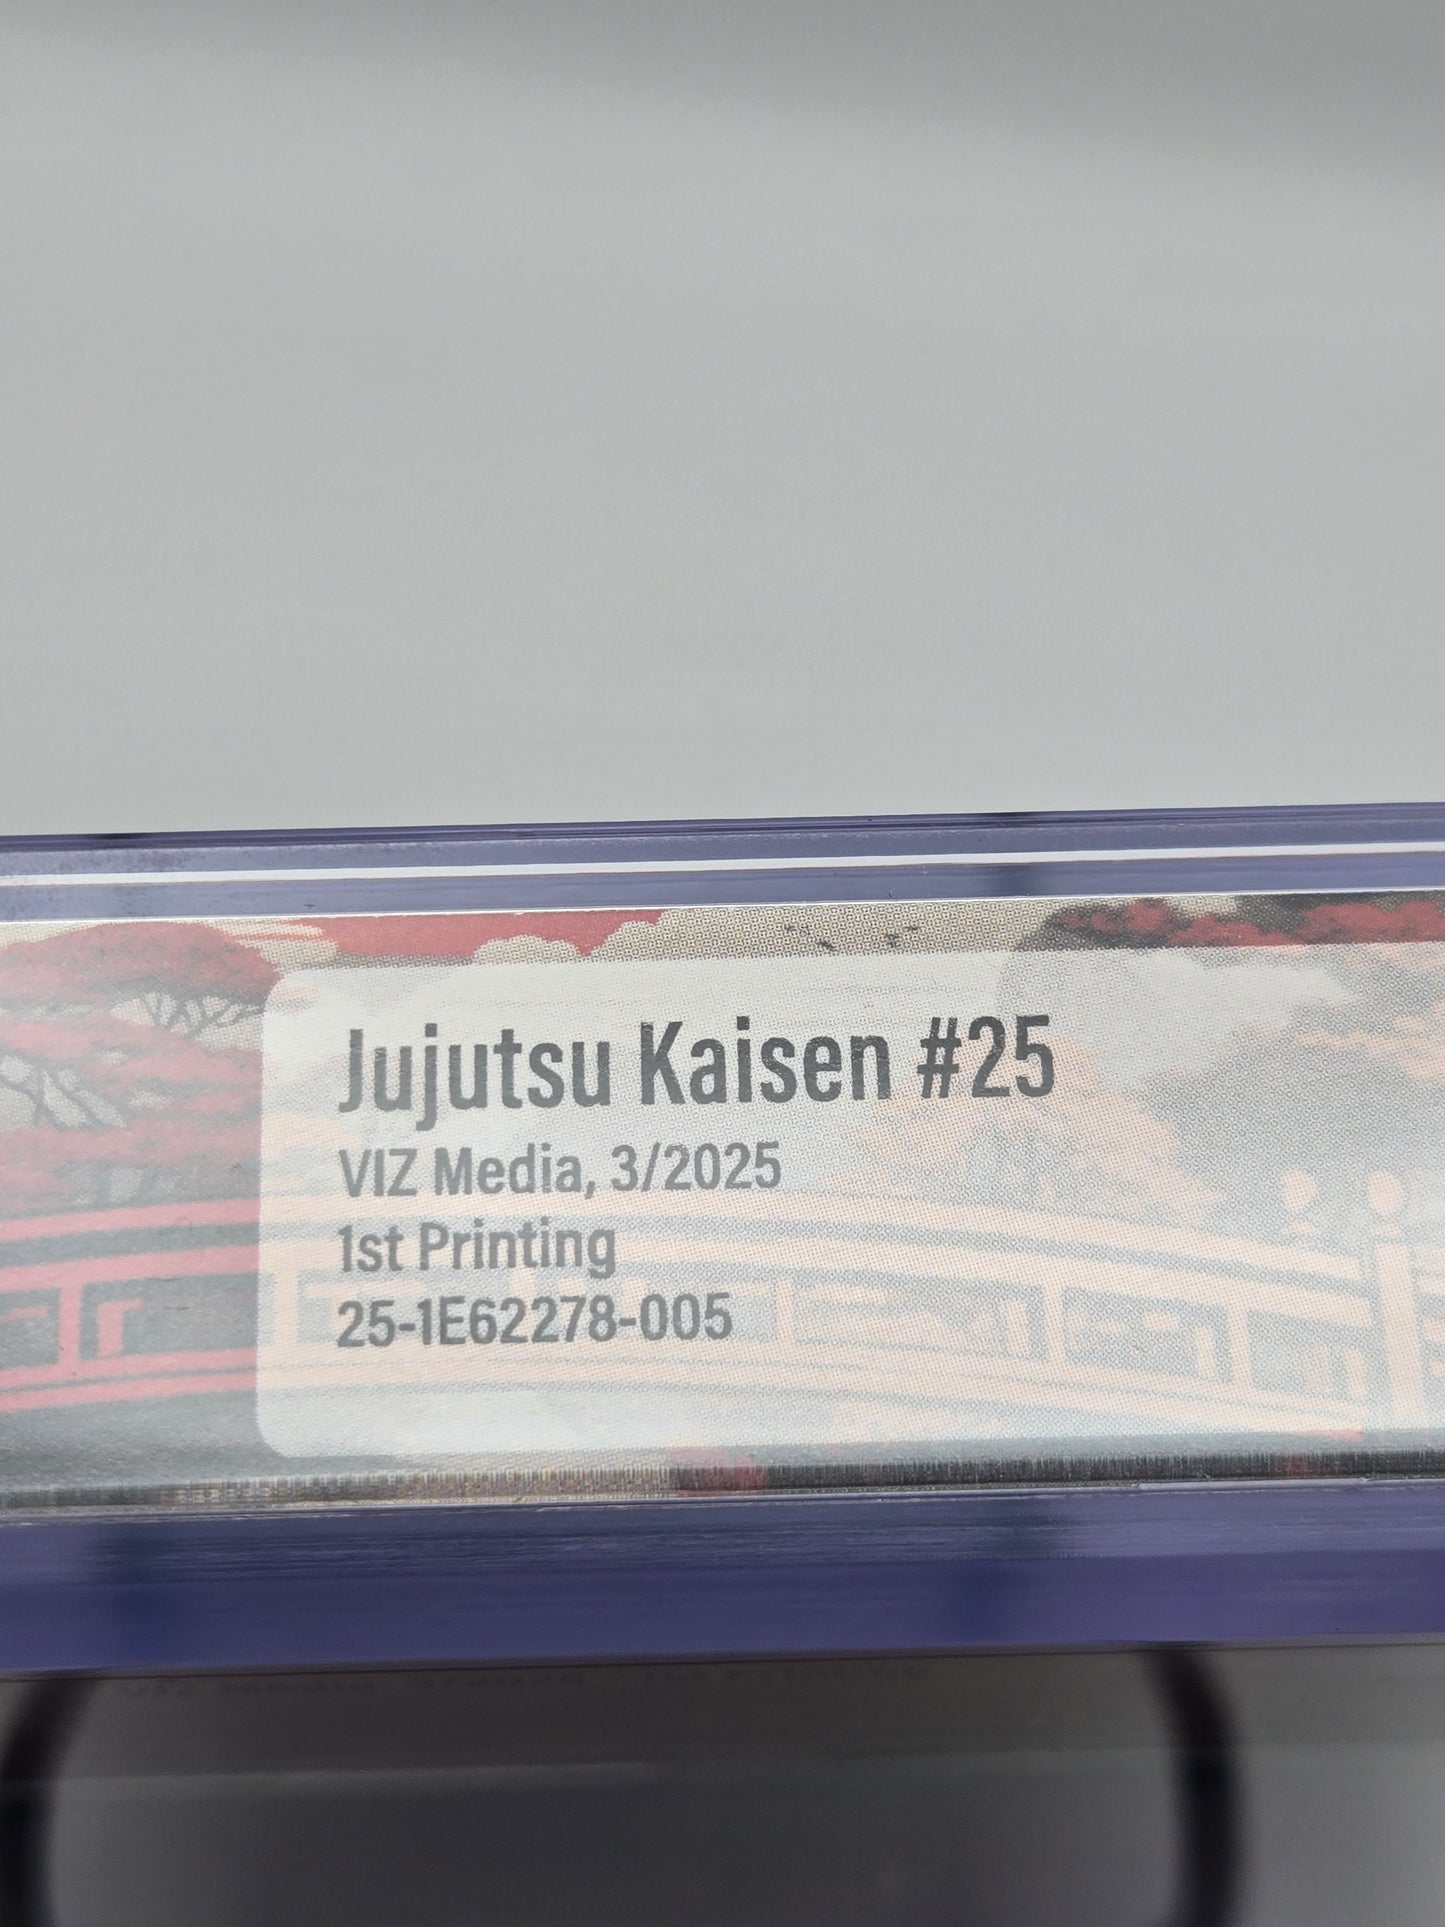 Jujutsu Kaisen #25
VIZ Media, 3/2025
1st Printing
25-1E62278-005